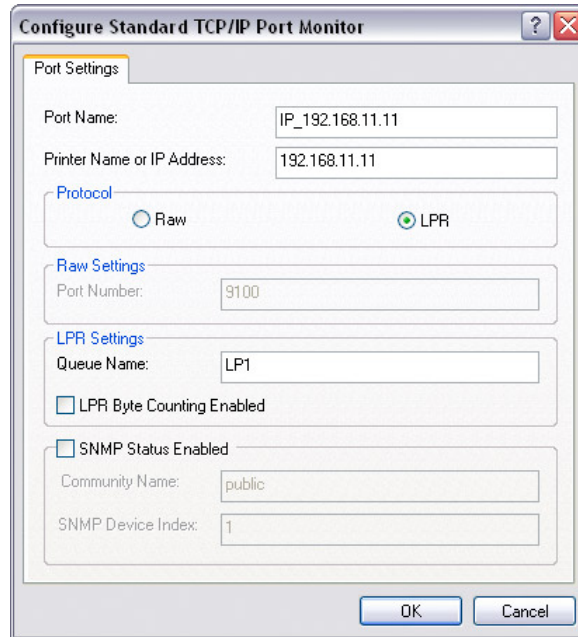 Configure Standard TCP/IP Port Monitor
Port Settings
Port Name: IP_192.168.11.11
Printer Name or IP Address: 192.168.11.11
Protocol
Raw LPR
Raw Settings
Port Number: 9100
LPR Settings
Queue Name: LP1
LPR Byte Counting Enabled
SNMP Status Enabled
Community Name: public
SNMP Device Index: 1
OK Cancel